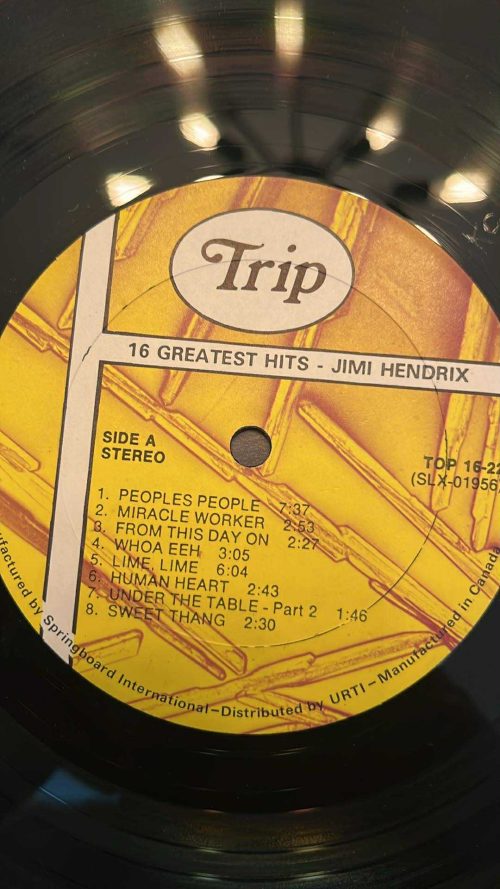 Trip
16 GREATEST HITS - JIMI HENDRIX
SIDE A
STEREO
TOP 16-22
(SLX-01956
1. PEOPLES PEOPLE 7:37
2. MIRACLE WORKER 2:53
3. FROM THIS DAY ON 2:27
4. WHOA EEH 3:05
5. LIME, LIME 6:04
6. HUMAN HEART 2:43
7. UNDER THE TABLE - Part 2 1:46
8. SWEET THANG 2:30
ufactured by Springboard International-Distributed by URTI-Manufactured in Canad